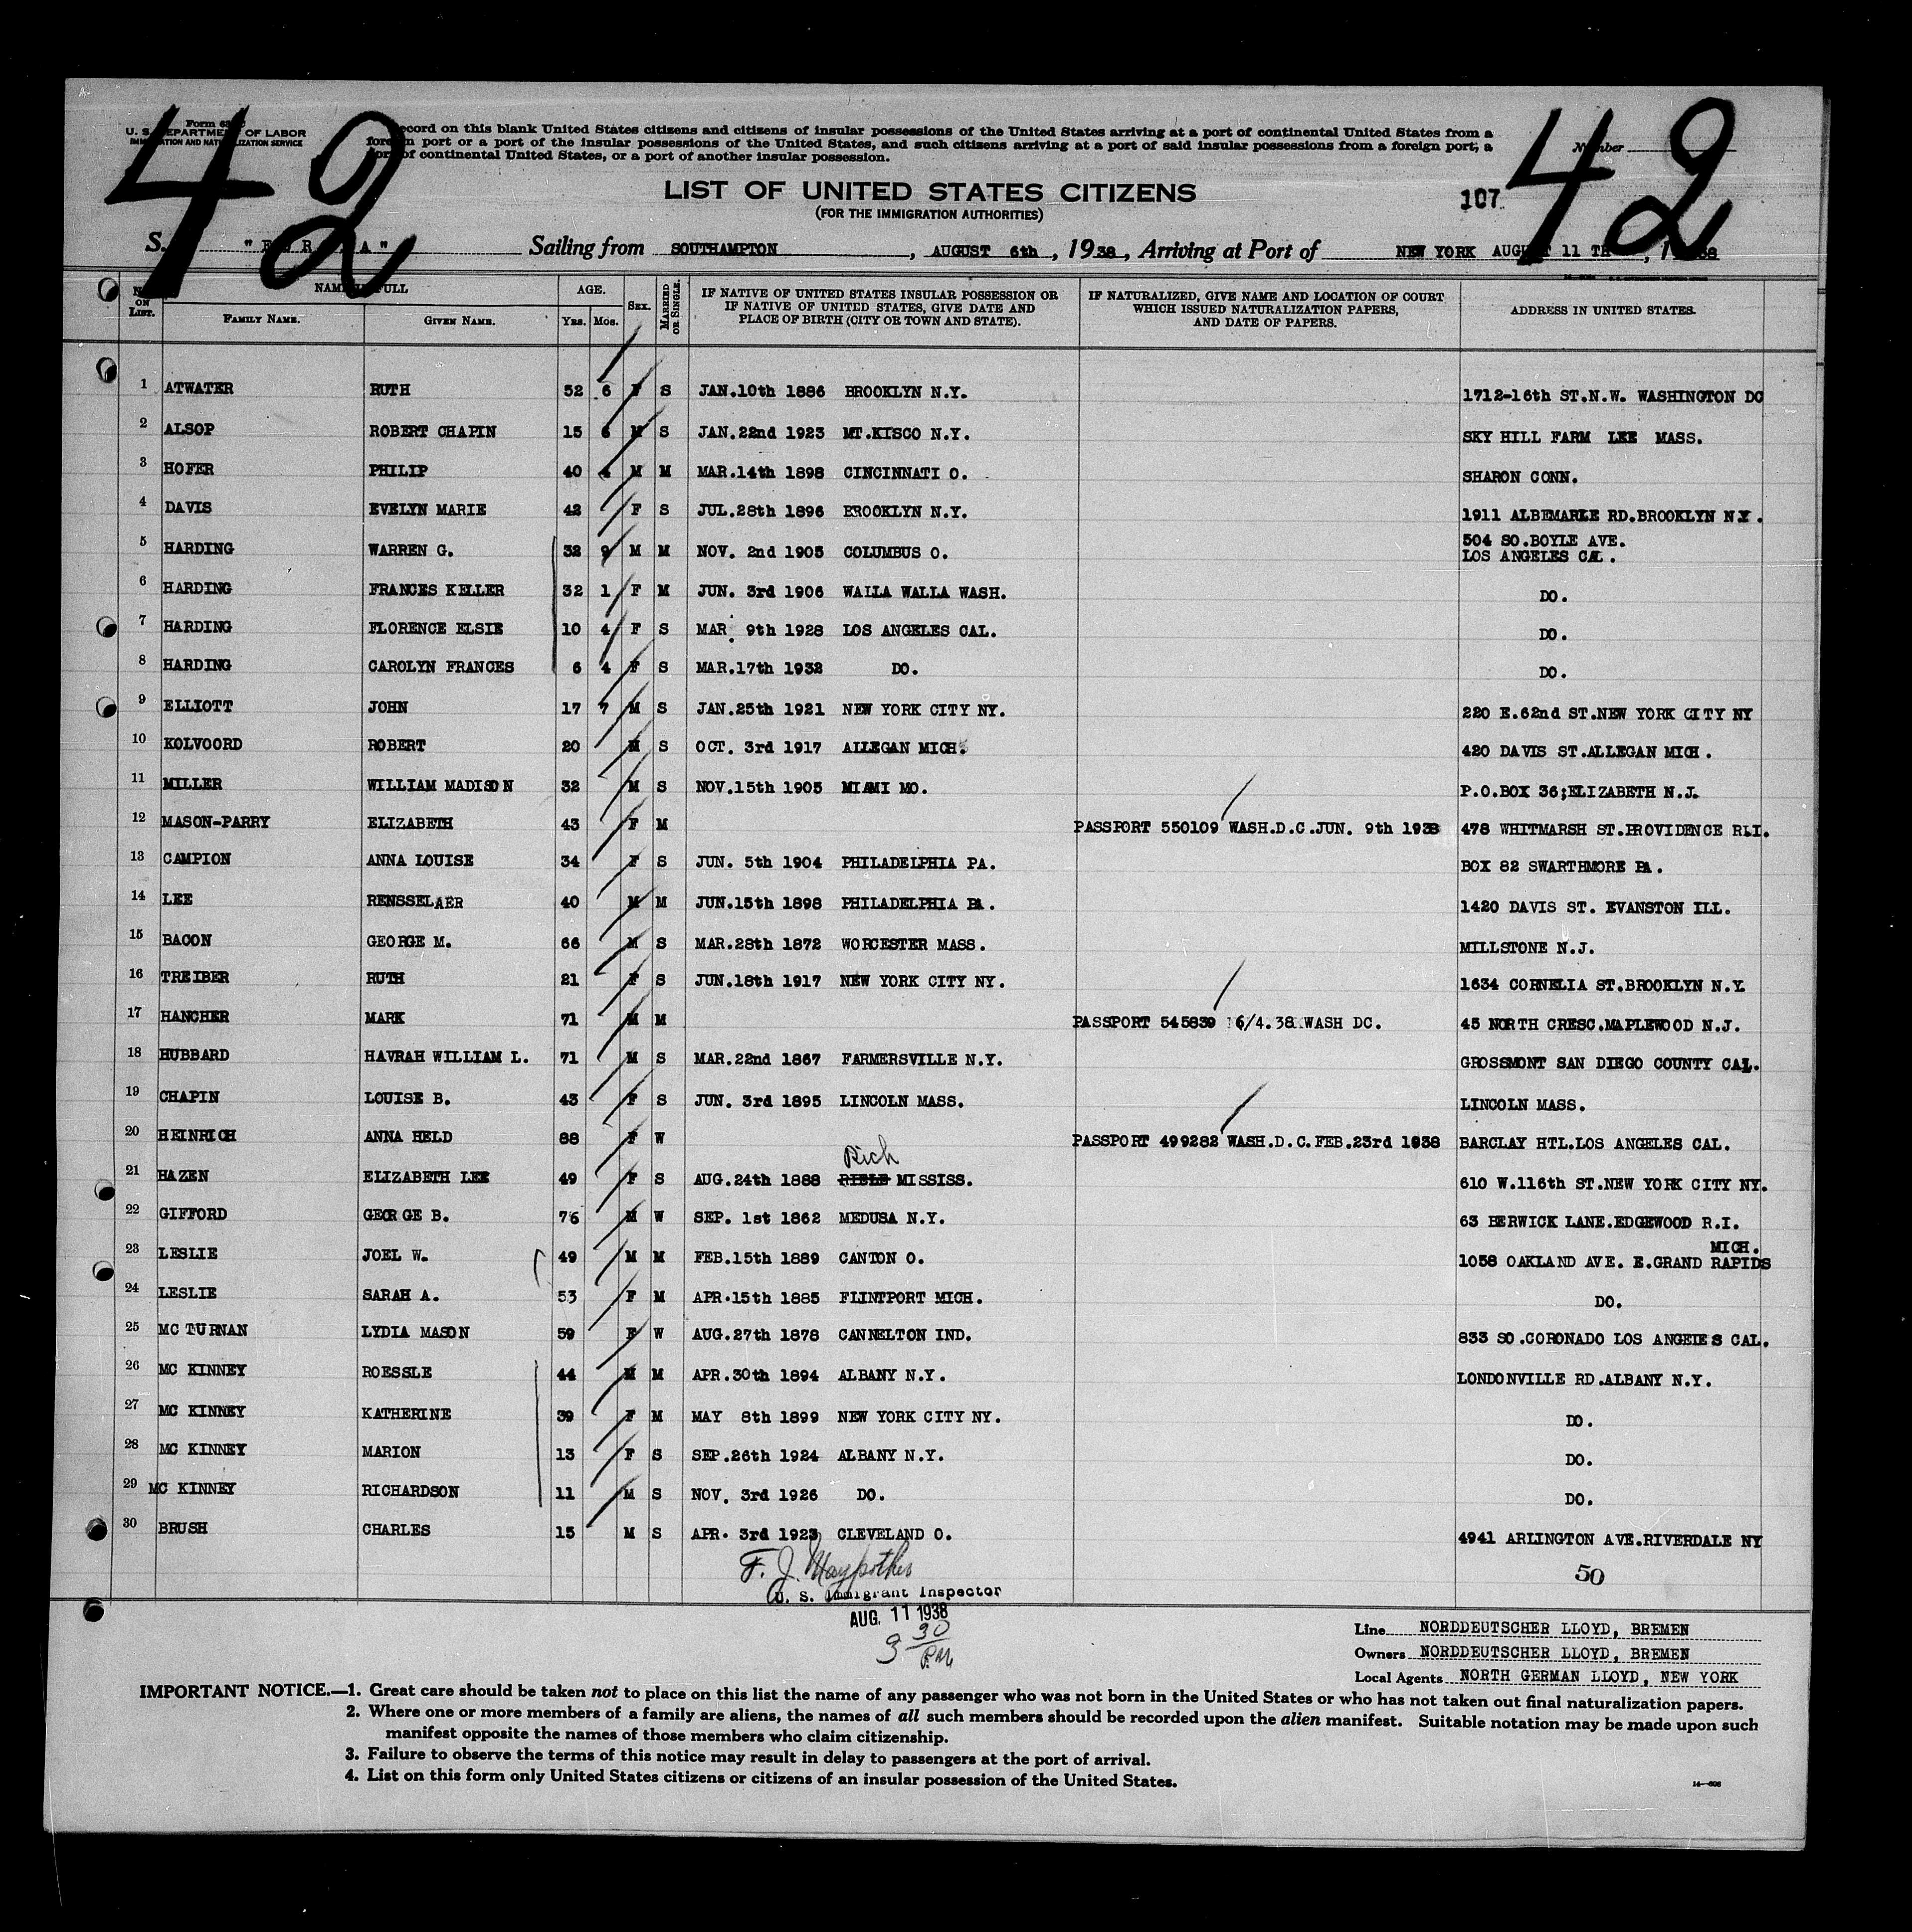 42
42
Form 63
U. S. DEPARTMENT OF LABOR
IMMIGRATION AND NATURALIZATION SERVICE
record on this blank United States citizens and citizens of insular possessions of the United States arriving at a port of continental United States from a
foreign port or a port of the insular possessions of the United States, and such citizens arriving at a port of said insular possessions from a foreign port, a
port of continental United States, or a port of another insular possession.
Number
LIST OF UNITED STATES CITIZENS
(FOR THE IMMIGRATION AUTHORITIES)
107
S. Sailing from SOUTHAMPTON, AUGUST 6th, 1938, Arriving at Port of NEW YORK AUGUST 11 TH, 1938
No. ON LIST. NAME IN FULL AGE. SEX. MARRIED OR SINGLE. IF NATIVE OF UNITED STATES INSULAR POSSESSION OR IF NATIVE OF UNITED STATES, GIVE DATE AND PLACE OF BIRTH (CITY OR TOWN AND STATE). IF NATURALIZED, GIVE NAME AND LOCATION OF COURT WHICH ISSUED NATURALIZATION PAPERS, AND DATE OF PAPERS. ADDRESS IN UNITED STATES.
FAMILY NAME. GIVEN NAME. Yrs. Mos.
1 ATWATER RUTH 52 6 F S JAN.10th 1886 BROOKLYN N.Y. 1712-16th ST.N.W. WASHINGTON DC
2 ALSOP ROBERT CHAPIN 15 6 M S JAN.22nd 1923 MT.KISCO N.Y. SKY HILL FARM LEE MASS.
3 HOFER PHILIP 40 4 M M MAR.14th 1898 CINCINNATI O. SHARON CONN.
4 DAVIS EVELYN MARIE 42 F S JUL.28th 1896 BROOKLYN N.Y. 1911 ALBEMARLE RD.BROOKLYN N.Y.
5 HARDING WARREN G. 32 9 M M NOV. 2nd 1905 COLUMBUS O. 504 SO.BOYLE AVE. LOS ANGELES CAL.
6 HARDING FRANCES KELLER 32 1 F M JUN. 3rd 1906 WALLA WALLA WASH. DO.
7 HARDING FLORENCE ELSIE 10 4 F S MAR. 9th 1928 LOS ANGELES CAL. DO.
8 HARDING CAROLYN FRANCES 6 4 F S MAR.17th 1932 DO. DO.
9 ELLIOTT JOHN 17 7 M S JAN.25th 1921 NEW YORK CITY NY. 220 E.62nd ST.NEW YORK CITY NY
10 KOLVOORD ROBERT 20 M S OCT. 3rd 1917 ALLEGAN MICH. 420 DAVIS ST.ALLEGAN MICH.
11 MILLER WILLIAM MADISON 32 M S NOV.15th 1905 MIAMI MO. P.O.BOX 36;ELIZABETH N.J.
12 MASON-PARRY ELIZABETH 43 F M PASSPORT 550109 WASH.D.C.JUN. 9th 1938 478 WHITMARSH ST.PROVIDENCE R.I.
13 CAMPION ANNA LOUISE 34 F S JUN. 5th 1904 PHILADELPHIA PA. BOX 82 SWARTHMORE PA.
14 LEE RENSSELAER 40 M M JUN.15th 1898 PHILADELPHIA PA. 1420 DAVIS ST. EVANSTON ILL.
15 BACON GEORGE M. 66 M S MAR.28th 1872 WORCESTER MASS. MILLSTONE N.J.
16 TREIBER RUTH 21 F S JUN.18th 1917 NEW YORK CITY NY. 1634 CORNELIA ST.BROOKLYN N.Y.
17 HANCHER MARK 71 M M PASSPORT 545839 6/4.38.WASH DC. 45 NORTH CRESC.MAPLEWOOD N.J.
18 HUBBARD HAVRAH WILLIAM L. 71 M S MAR.22nd 1867 FARMERSVILLE N.Y. GROSSMONT SAN DIEGO COUNTY CAL.
19 CHAPIN LOUISE B. 43 F S JUN. 3rd 1895 LINCOLN MASS. LINCOLN MASS.
20 HEINRICH ANNA HELD 88 F W PASSPORT 499282 WASH.D.C.FEB.23rd 1938 BARCLAY HTL.LOS ANGELES CAL.
Rich
21 HAZEN ELIZABETH LEE 49 F S AUG.24th 1888 MISSISS. 610 W.116th ST.NEW YORK CITY NY.
22 GIFFORD GEORGE B. 76 M W SEP. 1st 1862 MEDUSA N.Y. 63 BERWICK LANE.EDGEWOOD R.I.
23 LESLIE JOEL W. 49 M M FEB.15th 1889 CANTON O. 1058 OAKLAND AVE. E.GRAND RAPIDS MICH.
24 LESLIE SARAH A. 53 F M APR.15th 1885 FLINTPORT MICH. DO.
25 MC TURNAN LYDIA MASON 59 F W AUG.27th 1878 CANNELTON IND. 833 SO.CORONADO LOS ANGELES CAL.
26 MC KINNEY ROESSLE 44 M M APR.30th 1894 ALBANY N.Y. LONDONVILLE RD.ALBANY N.Y.
27 MC KINNEY KATHERINE 39 F M MAY 8th 1899 NEW YORK CITY NY. DO.
28 MC KINNEY MARION 13 F S SEP.26th 1924 ALBANY N.Y. DO.
29 MC KINNEY RICHARDSON 11 M S NOV. 3rd 1926 DO. DO.
30 BRUSH CHARLES 15 M S APR. 3rd 1923 CLEVELAND O. 4941 ARLINGTON AVE.RIVERDALE NY
F. J.
50
U. S. Immigrant Inspector
AUG. 11 1938
3 30 P.M.
Line NORDDEUTSCHER LLOYD, BREMEN
Owners NORDDEUTSCHER LLOYD, BREMEN
Local Agents NORTH GERMAN LLOYD, NEW YORK
IMPORTANT NOTICE.—1. Great care should be taken not to place on this list the name of any passenger who was not born in the United States or who has not taken out final naturalization papers.
2. Where one or more members of a family are aliens, the names of all such members should be recorded upon the alien manifest. Suitable notation may be made upon such
manifest opposite the names of those members who claim citizenship.
3. Failure to observe the terms of this notice may result in delay to passengers at the port of arrival.
4. List on this form only United States citizens or citizens of an insular possession of the United States.